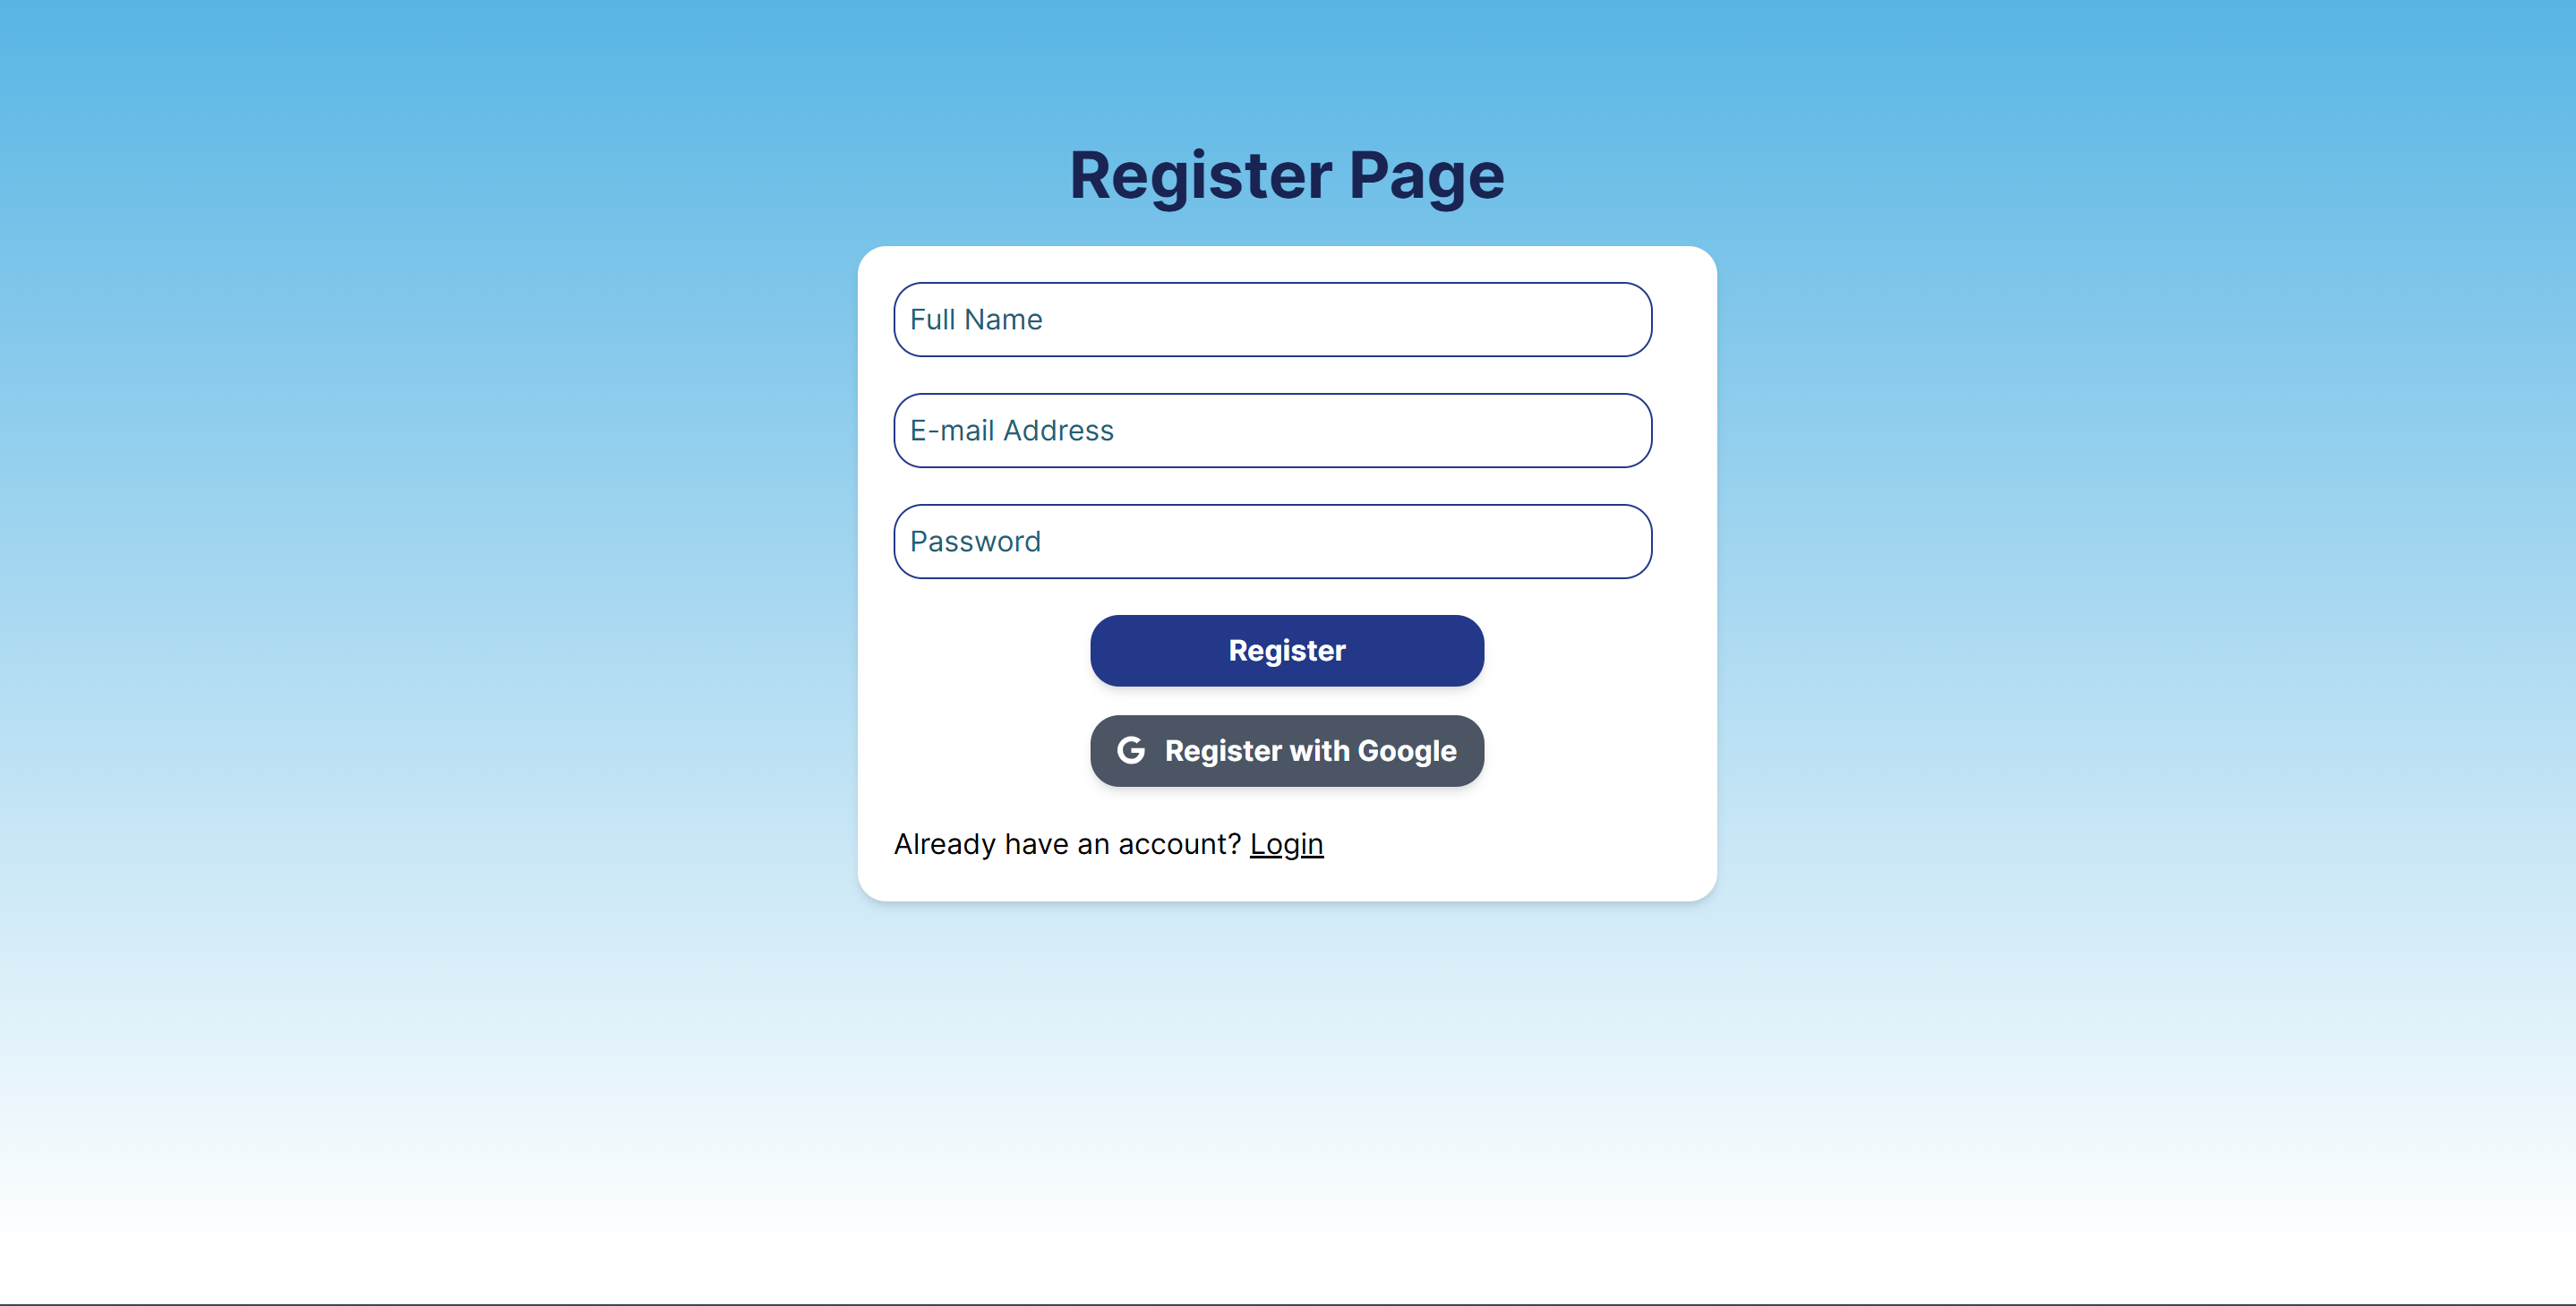 Register Page
Full Name
E-mail Address
Password
Register
Register with Google
Already have an account? Login